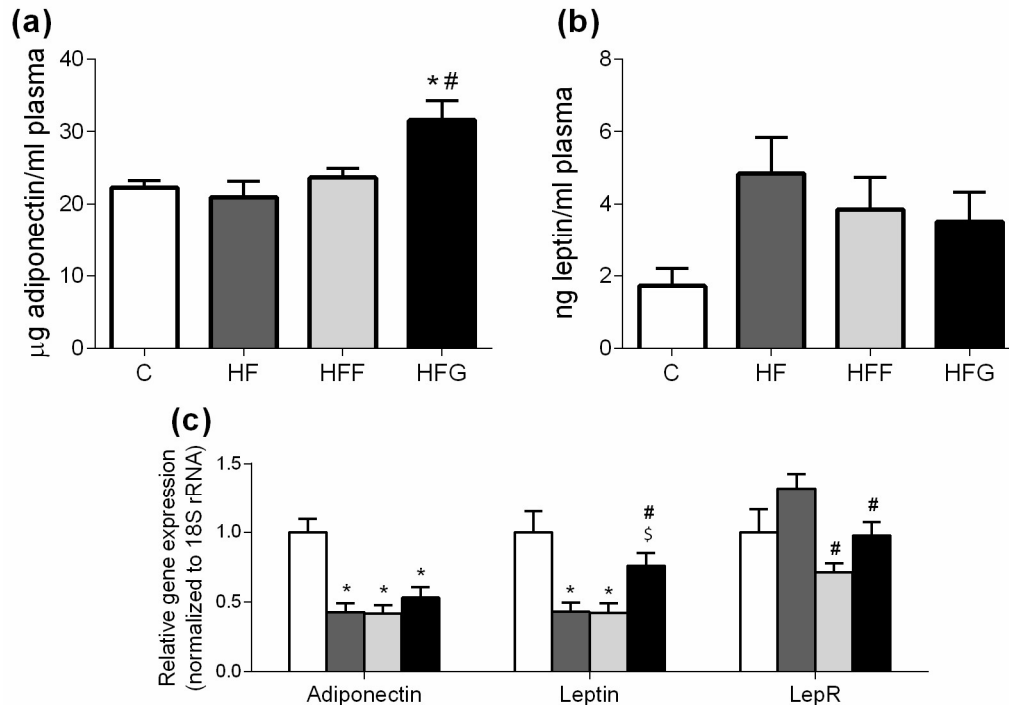 (a)
μg adiponectin/ml plasma
40
30
20
10
0
* #
C HF HFF HFG
(b)
ng leptin/ml plasma
8
6
4
2
0
C HF HFF HFG
(c)
Relative gene expression
(normalized to 18S rRNA)
1.5
1.0
0.5
0.0
* * *
* *
#
$
# #
Adiponectin Leptin LepR